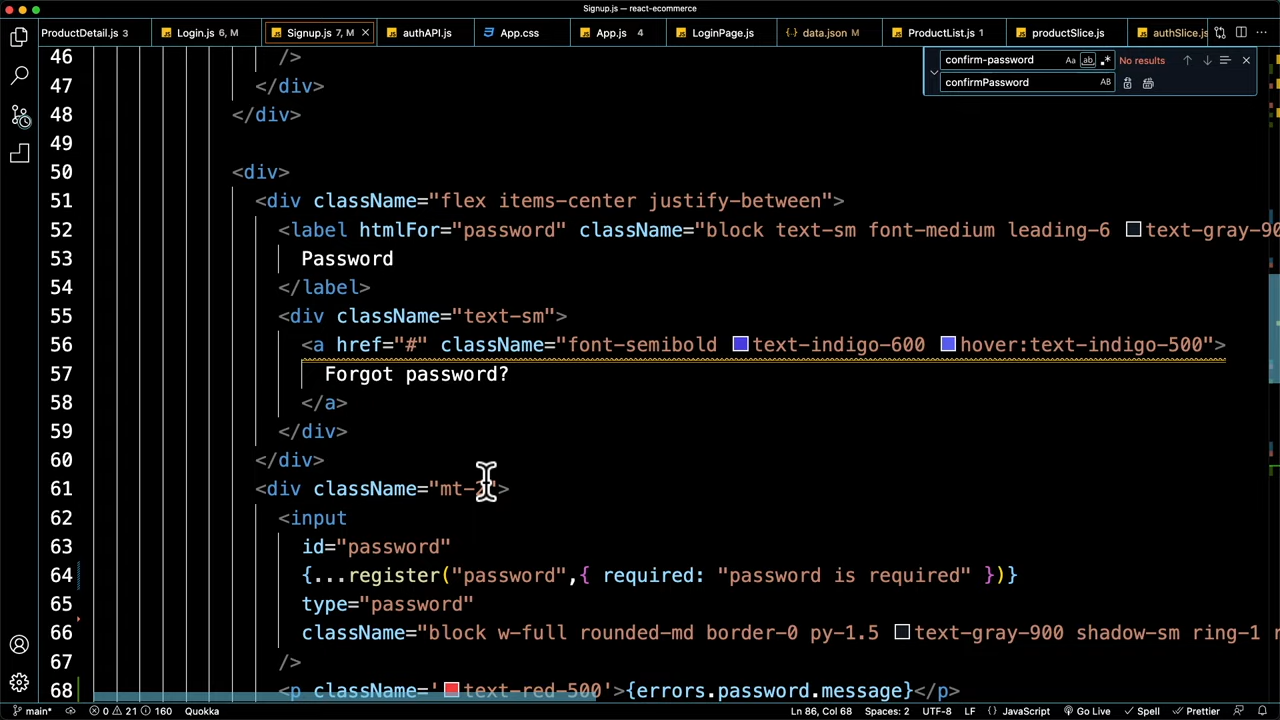 Signup.js — react-ecommerce
ProductDetail.js 3 Login.js 6, M Signup.js 7, M authAPI.js App.css App.js 4 LoginPage.js data.json M ProductList.js 1 productSlice.js authSlice.js
confirm-password Aa ab No results
confirmPassword AB
46 />
47 </div>
48 </div>
49
50 <div>
51 <div className="flex items-center justify-between">
52 <label htmlFor="password" className="block text-sm font-medium leading-6 text-gray-90
53 Password
54 </label>
55 <div className="text-sm">
56 <a href="#" className="font-semibold text-indigo-600 hover:text-indigo-500">
57 Forgot password?
58 </a>
59 </div>
60 </div>
61 <div className="mt-2">
62 <input
63 id="password"
64 {...register("password",{ required: "password is required" })}
65 type="password"
66 className="block w-full rounded-md border-0 py-1.5 text-gray-900 shadow-sm ring-1 r
67 />
68 <p className='text-red-500'>{errors.password.message}</p>
main* 0 21 160 Quokka Ln 86, Col 68 Spaces: 2 UTF-8 LF {} JavaScript Go Live Spell Prettier